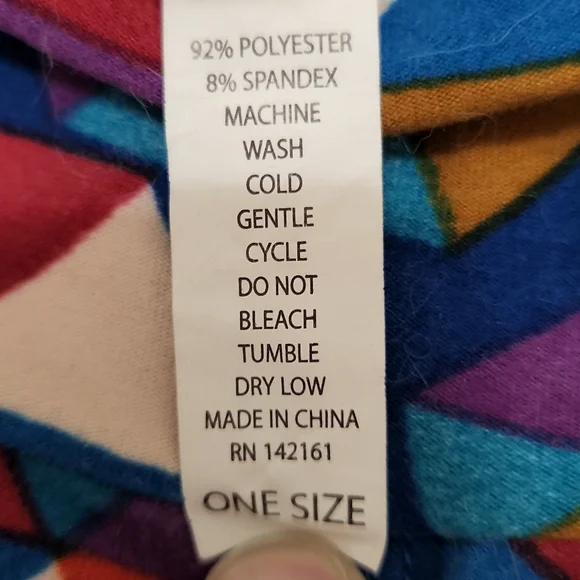 92% POLYESTER
8% SPANDEX
MACHINE
WASH
COLD
GENTLE
CYCLE
DO NOT
BLEACH
TUMBLE
DRY LOW
MADE IN CHINA
RN 142161
ONE SIZE